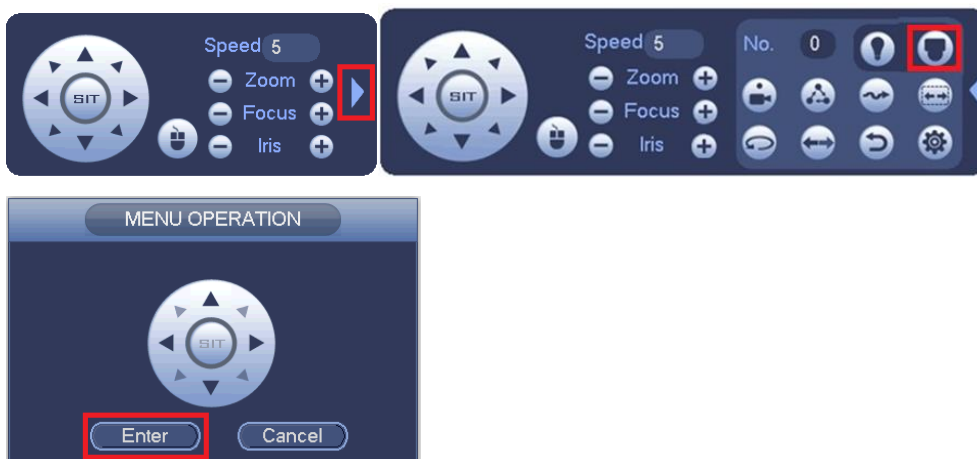 Speed 5
SIT
Zoom
Focus
Iris
Speed 5 No. 0
SIT
Zoom
Focus
Iris
MENU OPERATION
SIT
Enter Cancel